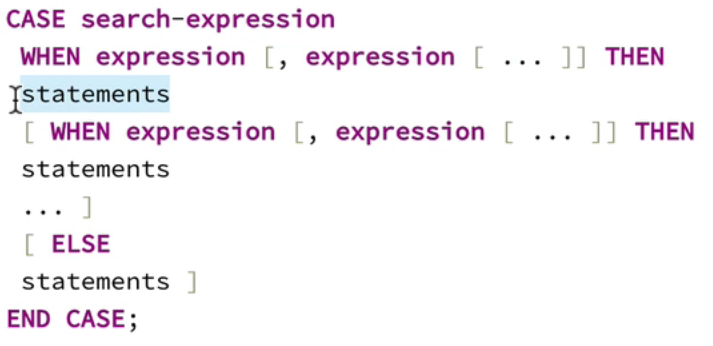 CASE search-expression
WHEN expression [, expression [ ... ]] THEN
statements
[ WHEN expression [, expression [ ... ]] THEN
statements
... ]
[ ELSE
statements ]
END CASE;